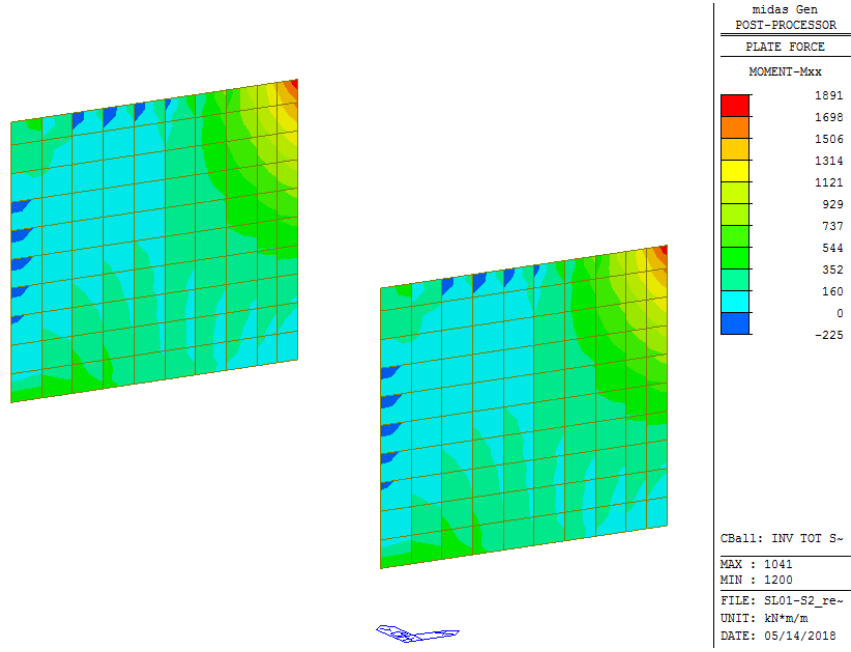 midas Gen
POST-PROCESSOR
PLATE FORCE
MOMENT-Mxx
1891
1698
1506
1314
1121
929
737
544
352
160
0
-225
CBall: INV TOT S~
MAX : 1041
MIN : 1200
FILE: SL01-S2_re~
UNIT: kN*m/m
DATE: 05/14/2018